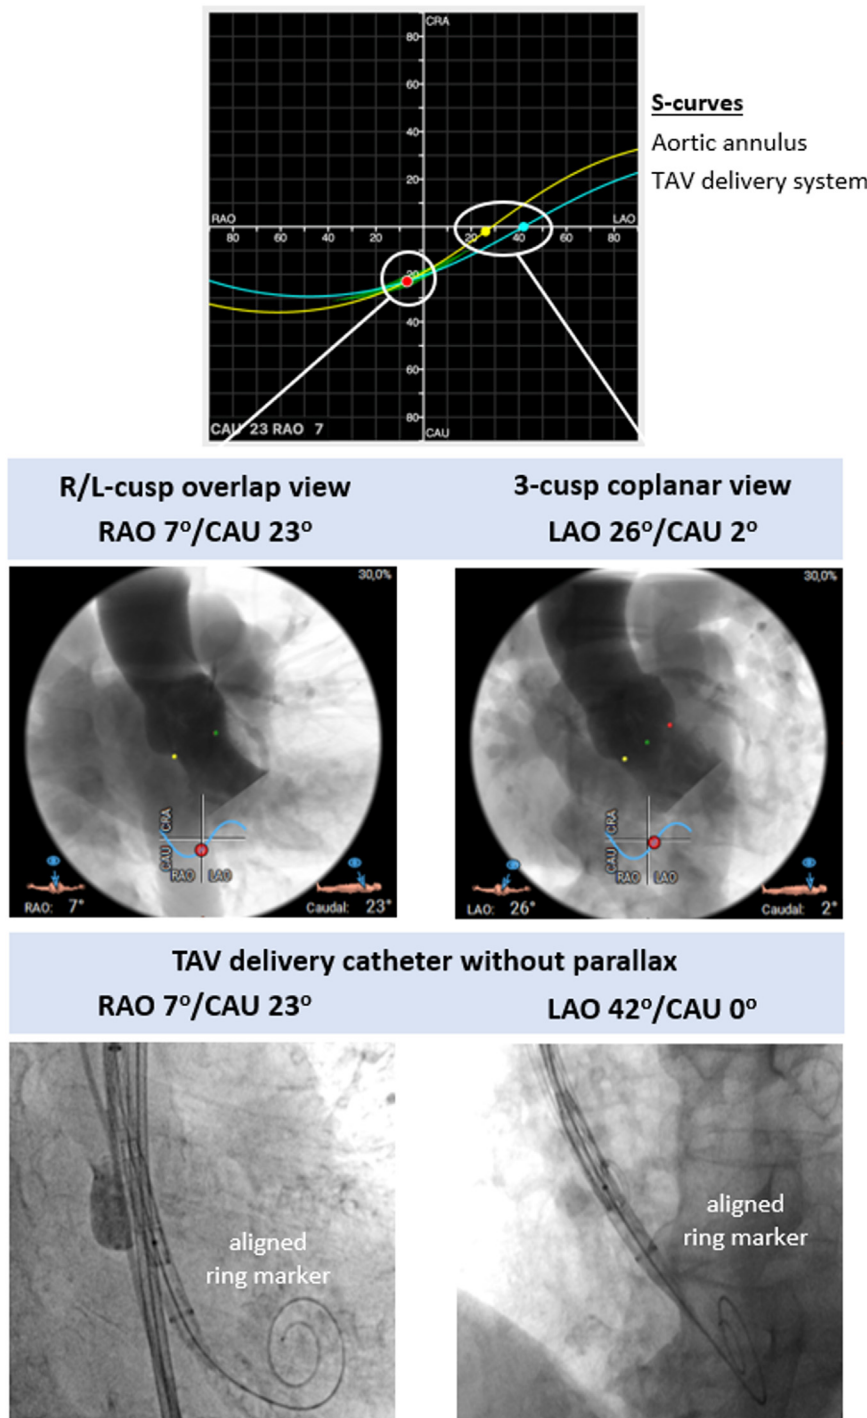 CRA
80
60
40
20
S-curves
Aortic annulus
TAV delivery system
RAO
LAO
80 60 40 20 20 40 60 80
20
40
60
80
CAU 23 RAO 7
CAU
R/L-cusp overlap view
RAO 7°/CAU 23°
3-cusp coplanar view
LAO 26°/CAU 2°
30,0%
CRA
CAU
RAO LAO
RAO: 7°
Caudal: 23°
30,0%
CRA
CAU
RAO LAO
LAO: 26°
Caudal: 2°
TAV delivery catheter without parallax
RAO 7°/CAU 23°
LAO 42°/CAU 0°
aligned
ring marker
aligned
ring marker